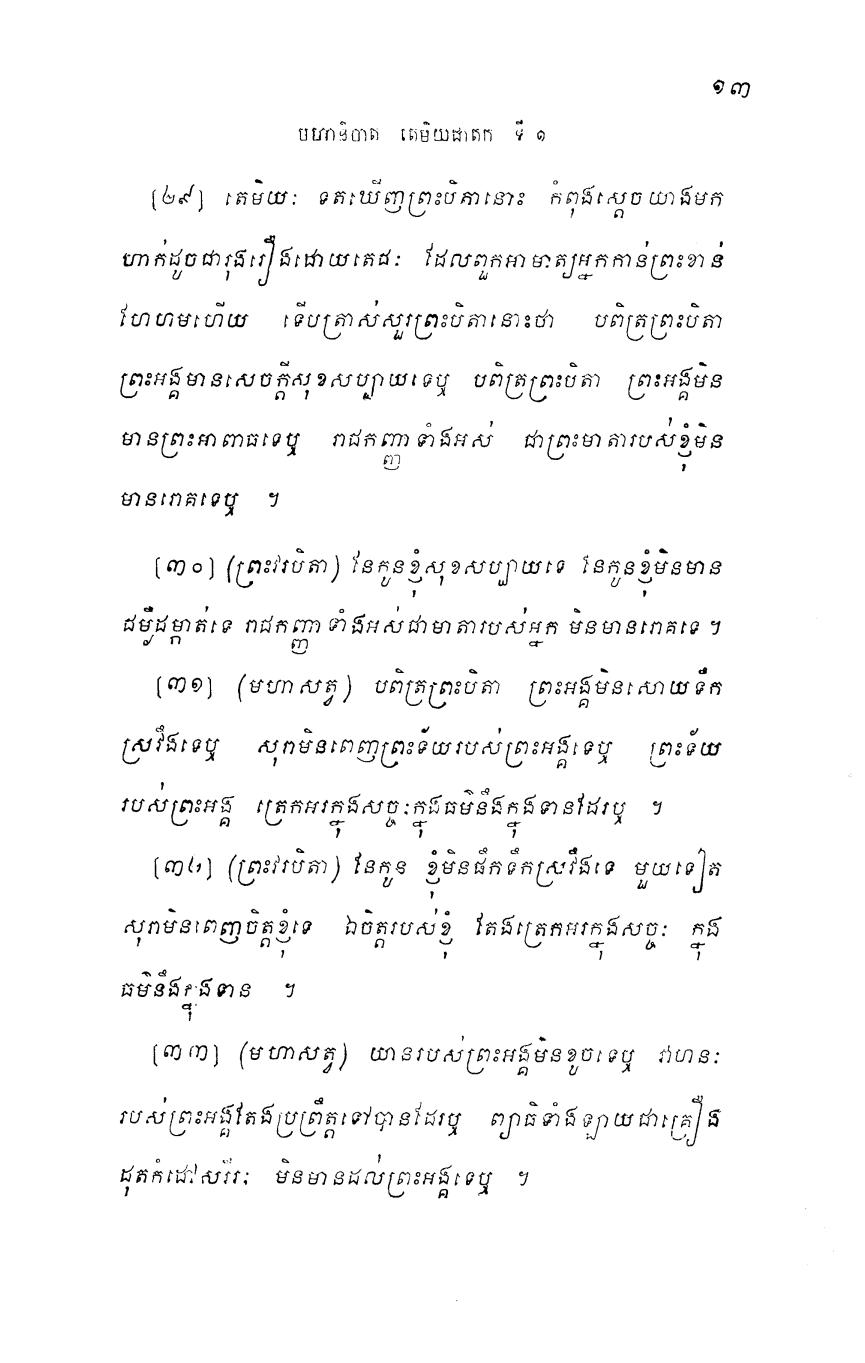 ១៣
មហានិបាត តេមិយជាតក ទី ១
[២៩] តេមិយៈ ទតឃើញព្រះបិតានោះ កំពុងស្តេចយាងមក
ហាក់ដូចជារុងរឿងដោយតេជៈ ដែលពួកអាមាត្យអ្នកកាន់ព្រះខាន់
ហែហមហើយ ទើបត្រាស់សួរព្រះបិតានោះថា បពិត្រព្រះបិតា
ព្រះអង្គមានសេចក្តីសុខសប្បាយទេឬ បពិត្រព្រះបិតា ព្រះអង្គមិន
មានព្រះអាពាធទេឬ រាជកញ្ញាទាំងអស់ ជាព្រះមាតារបស់ខ្ញុំមិន
មានរោគទេឬ ។
[៣០] (ព្រះវរបិតា) នែកូនខ្ញុំសុខសប្បាយទេ នែកូនខ្ញុំមិនមាន
ជម្ងឺដម្កាត់ទេ រាជកញ្ញាទាំងអស់ជាមាតារបស់អ្នក មិនមានរោគទេ ។
[៣១] (មហាសត្វ) បពិត្រព្រះបិតា ព្រះអង្គមិនសោយទឹក
ស្រវឹងទេឬ សុរាមិនពេញព្រះទ័យរបស់ព្រះអង្គទេឬ ព្រះទ័យ
របស់ព្រះអង្គ ត្រេកអរក្នុងសច្ចៈក្នុងធម៌នឹងក្នុងទានដែរឬ ។
[៣២] (ព្រះវរបិតា) នែកូន ខ្ញុំមិនផឹកទឹកស្រវឹងទេ មួយទៀត
សុរាមិនពេញចិត្តខ្ញុំទេ ឯចិត្តរបស់ខ្ញុំ តែងត្រេកអរក្នុងសច្ចៈ ក្នុង
ធម៌នឹងក្នុងទាន ។
[៣៣] (មហាសត្វ) យានរបស់ព្រះអង្គមិនខូចទេឬ វាហនៈ
របស់ព្រះអង្គតែងប្រព្រឹត្តទៅបានដែរឬ ព្យាធិទាំងឡាយជាគ្រឿង
ដុតកំដៅសរីរៈ មិនមានដល់ព្រះអង្គទេឬ ។